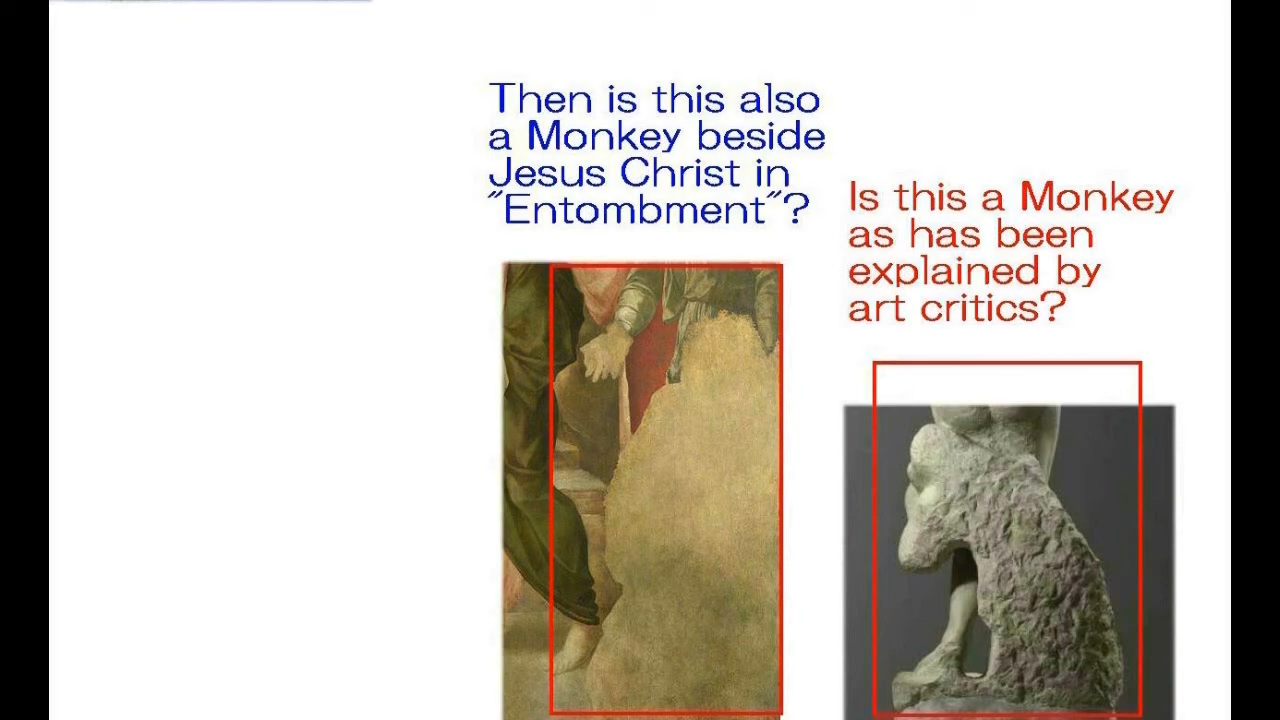 Then is this also
a Monkey beside
Jesus Christ in
"Entombment"?
Is this a Monkey
as has been
explained by
art critics?